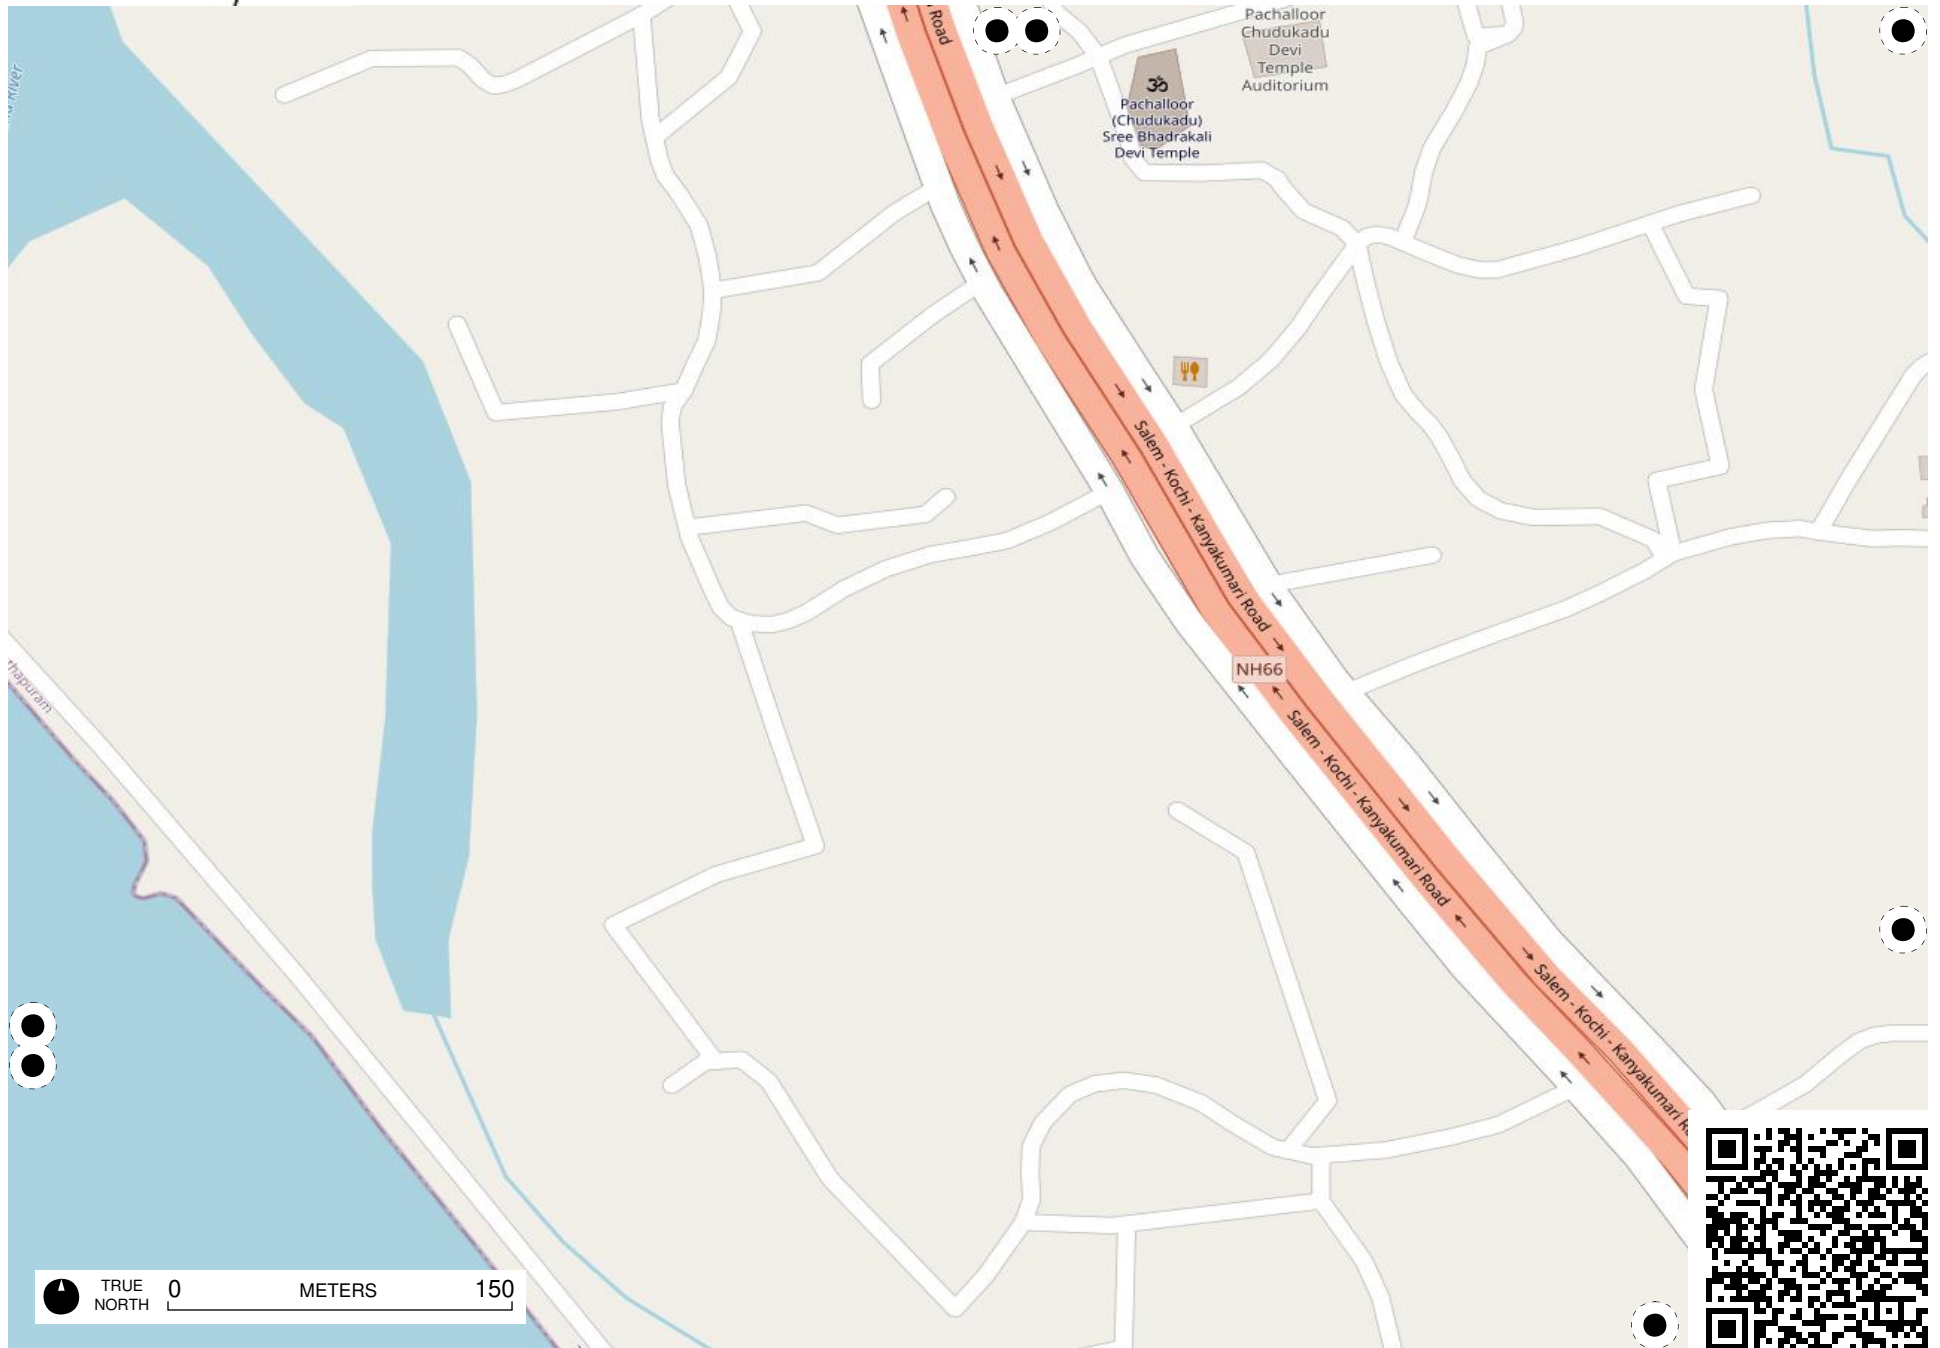 River
Road
Pachalloor
Chudukadu
Devi
Temple
Auditorium
ॐ
Pachalloor
(Chudukadu)
Sree Bhadrakali
Devi Temple
Salem - Kochi - Kanyakumari Road
NH66
Salem - Kochi - Kanyakumari Road
Salem - Kochi - Kanyakumari
TRUE
NORTH
0 METERS 150